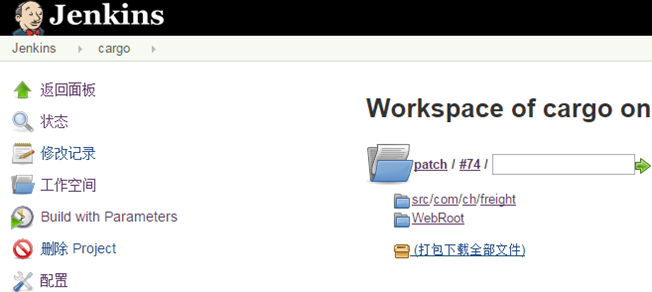 Jenkins
Jenkins cargo
返回面板
状态
修改记录
工作空间
Build with Parameters
删除 Project
配置
Workspace of cargo on
patch / #74 /
src/com/ch/freight
WebRoot
(打包下载全部文件)